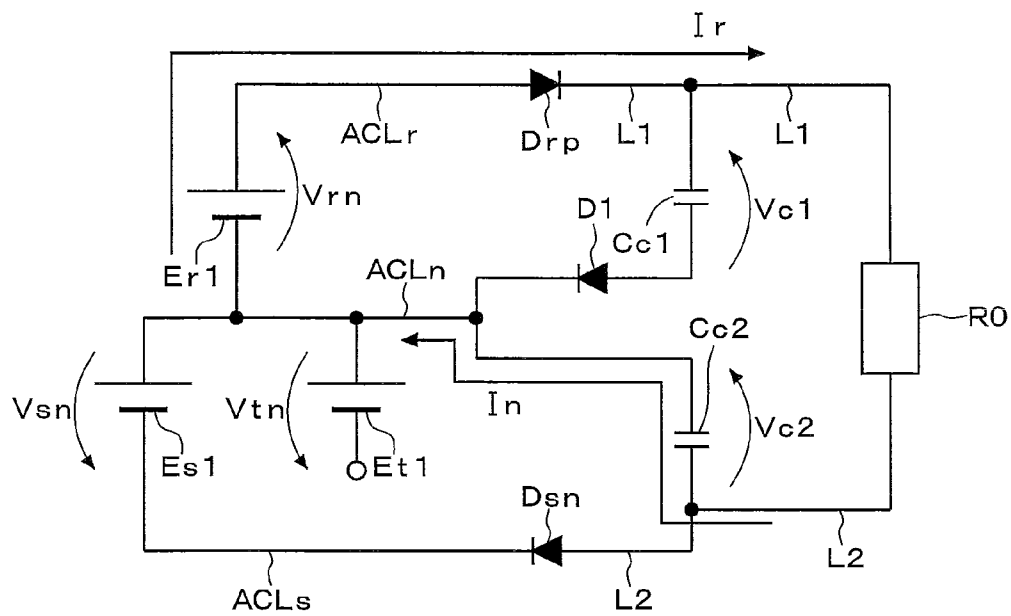 Ir
ACLr
Drp
L1
L1
Vrn
D1
Cc1
Vc1
Er1
ACLn
Cc2
R0
Vsn
Vtn
In
Vc2
Es1
Et1
Dsn
L2
ACLs
L2